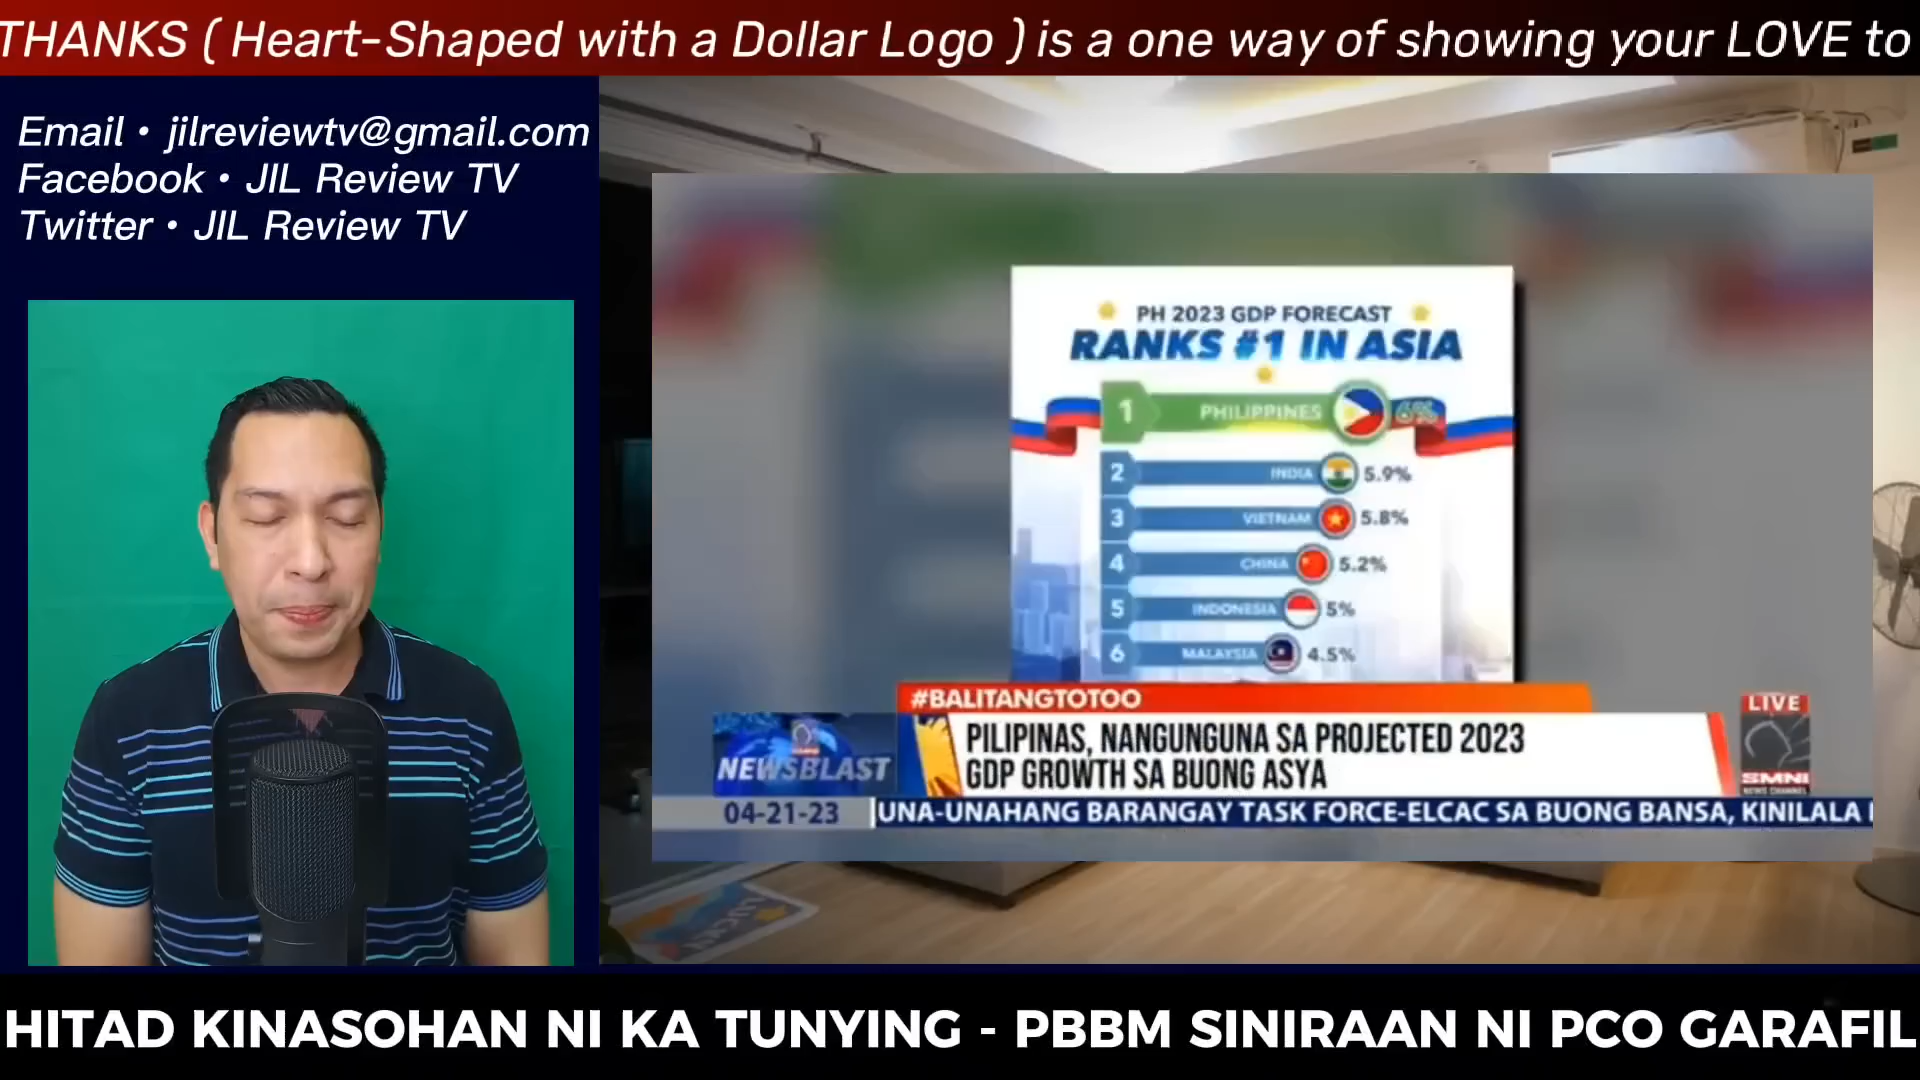 THANKS ( Heart-Shaped with a Dollar Logo ) is a one way of showing your LOVE to
Email • jilreviewtv@gmail.com
Facebook • JIL Review TV
Twitter • JIL Review TV
PH 2023 GDP FORECAST
RANKS #1 IN ASIA
1 PHILIPPINES 6%
2 INDIA 5.9%
3 VIETNAM 5.8%
4 CHINA 5.2%
5 INDONESIA 5%
6 MALAYSIA 4.5%
#BALITANGTOTOO
PILIPINAS, NANGUNGUNA SA PROJECTED 2023
GDP GROWTH SA BUONG ASYA
SMNI
NEWSBLAST
LIVE
SMNI
NEWS CHANNEL
04-21-23
UNA-UNAHANG BARANGAY TASK FORCE-ELCAC SA BUONG BANSA, KINILALA
HITAD KINASOHAN NI KA TUNYING - PBBM SINIRAAN NI PCO GARAFIL